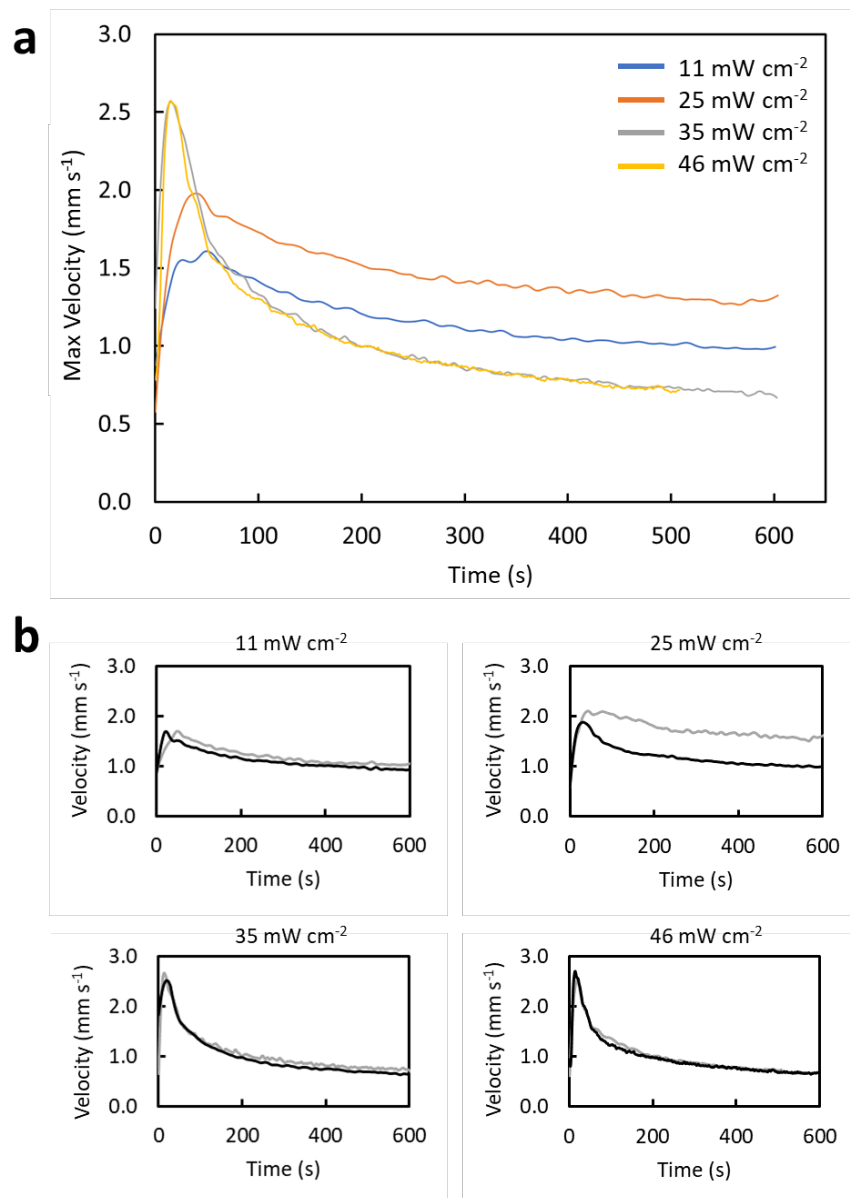 a
Max Velocity (mm s⁻¹)
3.0
2.5
2.0
1.5
1.0
0.5
0.0
11 mW cm⁻²
25 mW cm⁻²
35 mW cm⁻²
46 mW cm⁻²
0 100 200 300 400 500 600
Time (s)
b
11 mW cm⁻²
Velocity (mm s⁻¹)
3.0
2.0
1.0
0.0
0 200 400 600
Time (s)
25 mW cm⁻²
Velocity (mm s⁻¹)
3.0
2.0
1.0
0.0
0 200 400 600
Time (s)
35 mW cm⁻²
Velocity (mm s⁻¹)
3.0
2.0
1.0
0.0
0 200 400 600
Time (s)
46 mW cm⁻²
Velocity (mm s⁻¹)
3.0
2.0
1.0
0.0
0 200 400 600
Time (s)